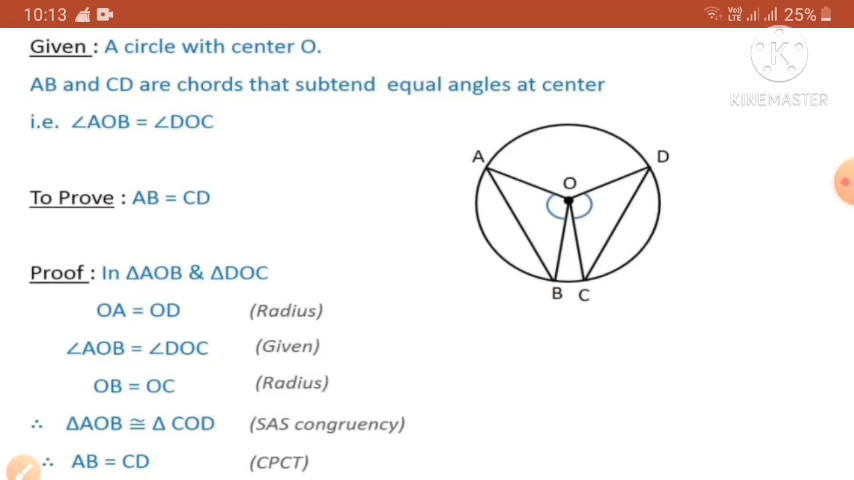 10:13
Vo)
LTE
25%
K
KINEMASTER
Given : A circle with center O.
AB and CD are chords that subtend equal angles at center
i.e. ∠AOB = ∠DOC
To Prove : AB = CD
A
D
O
B C
Proof : In ΔAOB & ΔDOC
OA = OD (Radius)
∠AOB = ∠DOC (Given)
OB = OC (Radius)
∴ ΔAOB ≅ Δ COD (SAS congruency)
∴ AB = CD (CPCT)